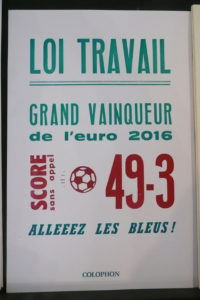 LOI TRAVAIL
GRAND VAINQUEUR
de l'euro 2016
SCORE
sans appel
49-3
ALLEEEZ LES BLEUS !
COLOPHON